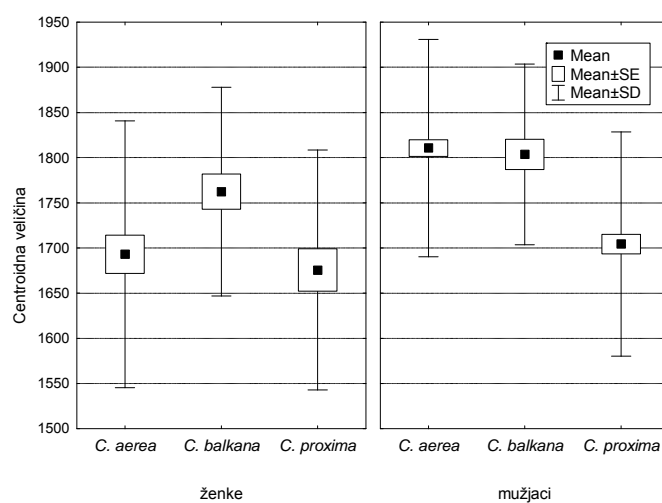 Centroidna veličina
1950
1900
1850
1800
1750
1700
1650
1600
1550
1500
Mean
Mean±SE
Mean±SD
C. aerea C. balkana C. proxima
C. aerea C. balkana C. proxima
ženke
mužjaci